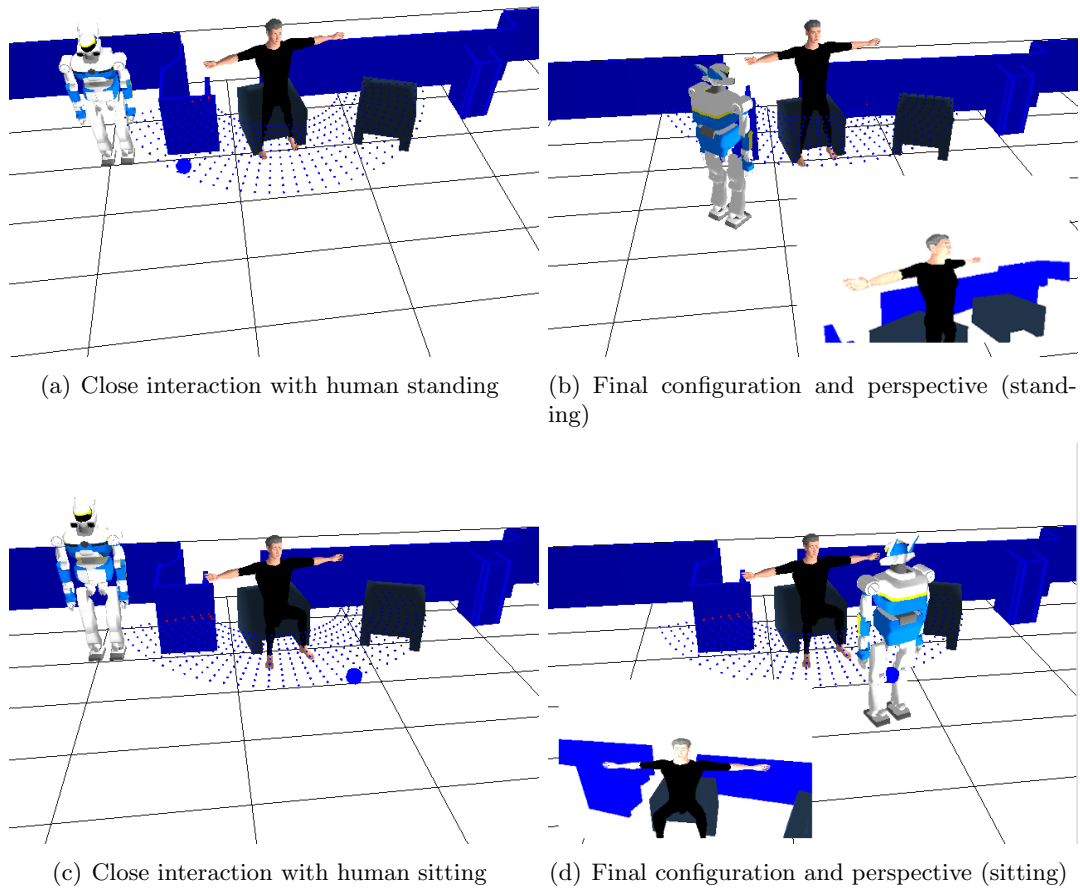 (a) Close interaction with human standing
(b) Final configuration and perspective (stand-
ing)
(c) Close interaction with human sitting
(d) Final configuration and perspective (sitting)